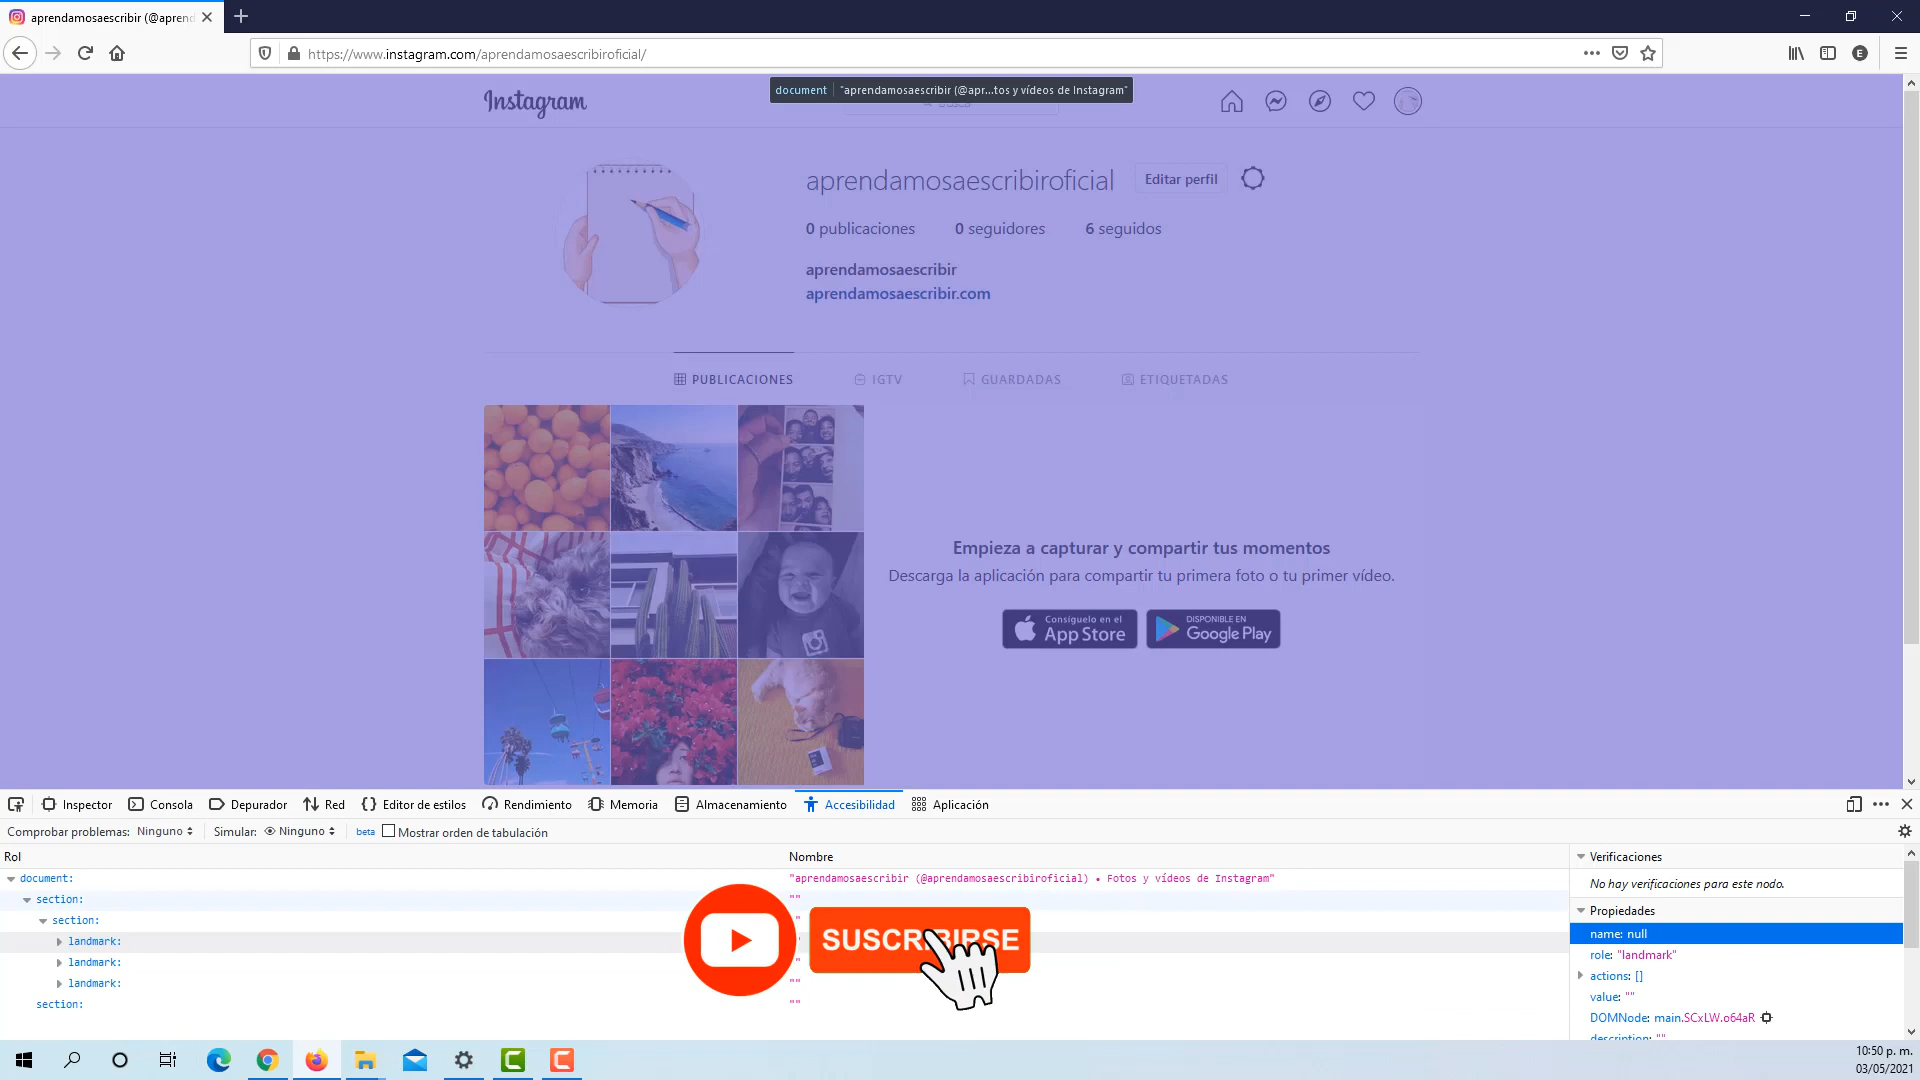 aprendamosaescribir (@aprend
https://www.instagram.com/aprendamosaescribiroficial/
document "aprendamosaescribir (@apr...tos y vídeos de Instagram"
Instagram
aprendamosaescribiroficial
Editar perfil
0 publicaciones
0 seguidores
6 seguidos
aprendamosaescribir
aprendamosaescribir.com
PUBLICACIONES
IGTV
GUARDADAS
ETIQUETADAS
Empieza a capturar y compartir tus momentos
Descarga la aplicación para compartir tu primera foto o tu primer vídeo.
Consíguelo en el
App Store
DISPONIBLE EN
Google Play
Inspector
Consola
Depurador
Red
Editor de estilos
Rendimiento
Memoria
Almacenamiento
Accesibilidad
Aplicación
Comprobar problemas: Ninguno
Simular: Ninguno
beta Mostrar orden de tabulación
Rol
Nombre
document:
"aprendamosaescribir (@aprendamosaescribiroficial) • Fotos y vídeos de Instagram"
section:
""
section:
"
landmark:
landmark:
"
landmark:
""
section:
""
SUSCRIBIRSE
Verificaciones
No hay verificaciones para este nodo.
Propiedades
name: null
role: "landmark"
actions: []
value: ""
DOMNode: main.SCxLW.o64aR
description: ""
10:50 p. m.
03/05/2021